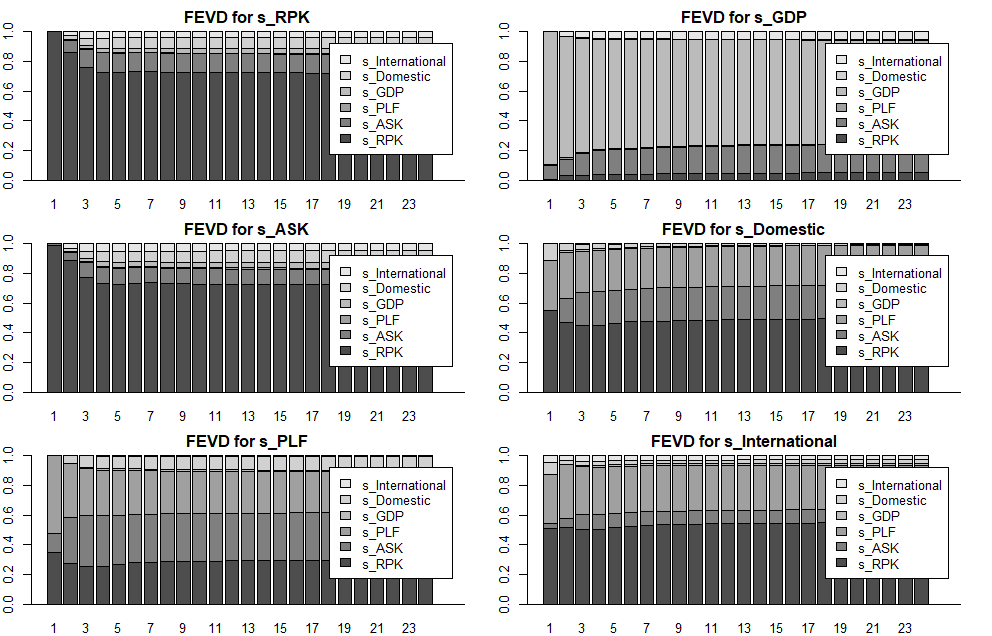 FEVD for s_RPK
0.0 0.2 0.4 0.6 0.8 1.0
s_International
s_Domestic
s_GDP
s_PLF
s_ASK
s_RPK
1 3 5 7 9 11 13 15 17 19 21 23
FEVD for s_GDP
0.0 0.2 0.4 0.6 0.8 1.0
s_International
s_Domestic
s_GDP
s_PLF
s_ASK
s_RPK
1 3 5 7 9 11 13 15 17 19 21 23
FEVD for s_ASK
0.0 0.2 0.4 0.6 0.8 1.0
s_International
s_Domestic
s_GDP
s_PLF
s_ASK
s_RPK
1 3 5 7 9 11 13 15 17 19 21 23
FEVD for s_Domestic
0.0 0.2 0.4 0.6 0.8 1.0
s_International
s_Domestic
s_GDP
s_PLF
s_ASK
s_RPK
1 3 5 7 9 11 13 15 17 19 21 23
FEVD for s_PLF
0.0 0.2 0.4 0.6 0.8 1.0
s_International
s_Domestic
s_GDP
s_PLF
s_ASK
s_RPK
1 3 5 7 9 11 13 15 17 19 21 23
FEVD for s_International
0.0 0.2 0.4 0.6 0.8 1.0
s_International
s_Domestic
s_GDP
s_PLF
s_ASK
s_RPK
1 3 5 7 9 11 13 15 17 19 21 23